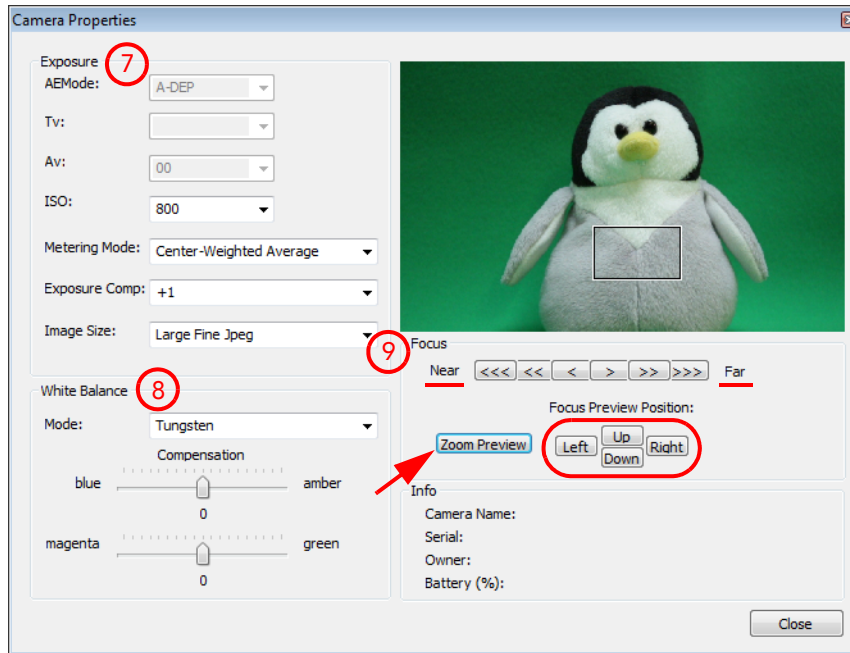 Camera Properties
Exposure 7
AEMode: A-DEP
Tv:
Av: 00
ISO: 800
Metering Mode: Center-Weighted Average
Exposure Comp: +1
Image Size: Large Fine Jpeg
White Balance 8
Mode: Tungsten
Compensation
blue amber
0
magenta green
0
9 Focus
Near <<< << < > >> >>> Far
Focus Preview Position:
Zoom Preview Left Up Down Right
Info
Camera Name:
Serial:
Owner:
Battery (%):
Close